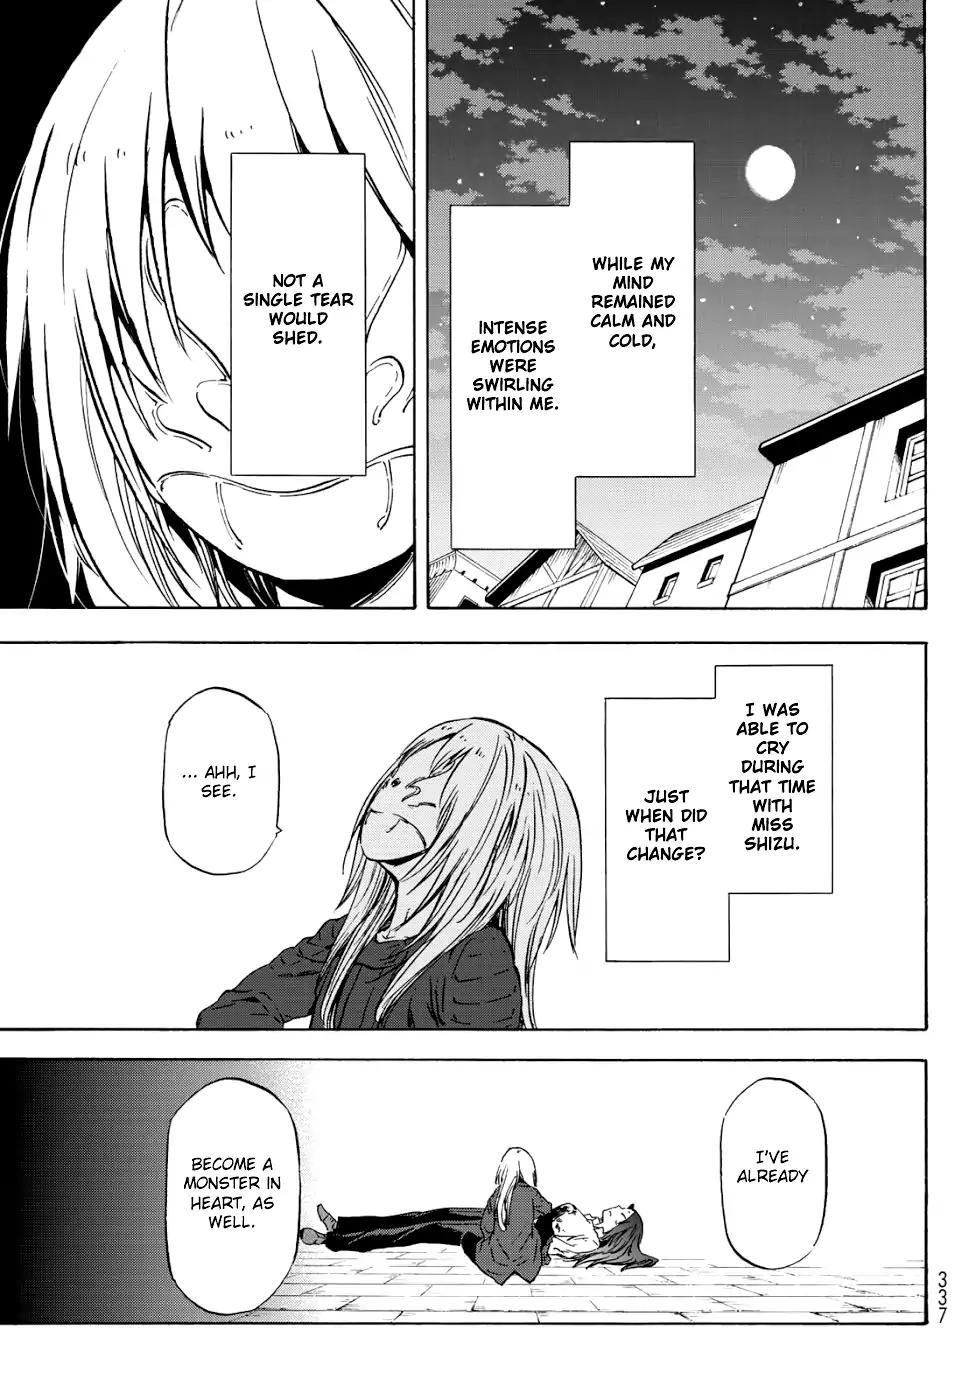 WHILE MY
MIND
REMAINED
CALM AND
COLD,
INTENSE
EMOTIONS
WERE
SWIRLING
WITHIN ME.
NOT A
SINGLE TEAR
WOULD
SHED.
I WAS
ABLE TO
CRY
DURING
THAT TIME
WITH
MISS
SHIZU.
JUST
WHEN DID
THAT
CHANGE?
... AHH, I
SEE.
I'VE
ALREADY
BECOME A
MONSTER IN
HEART, AS
WELL.
337